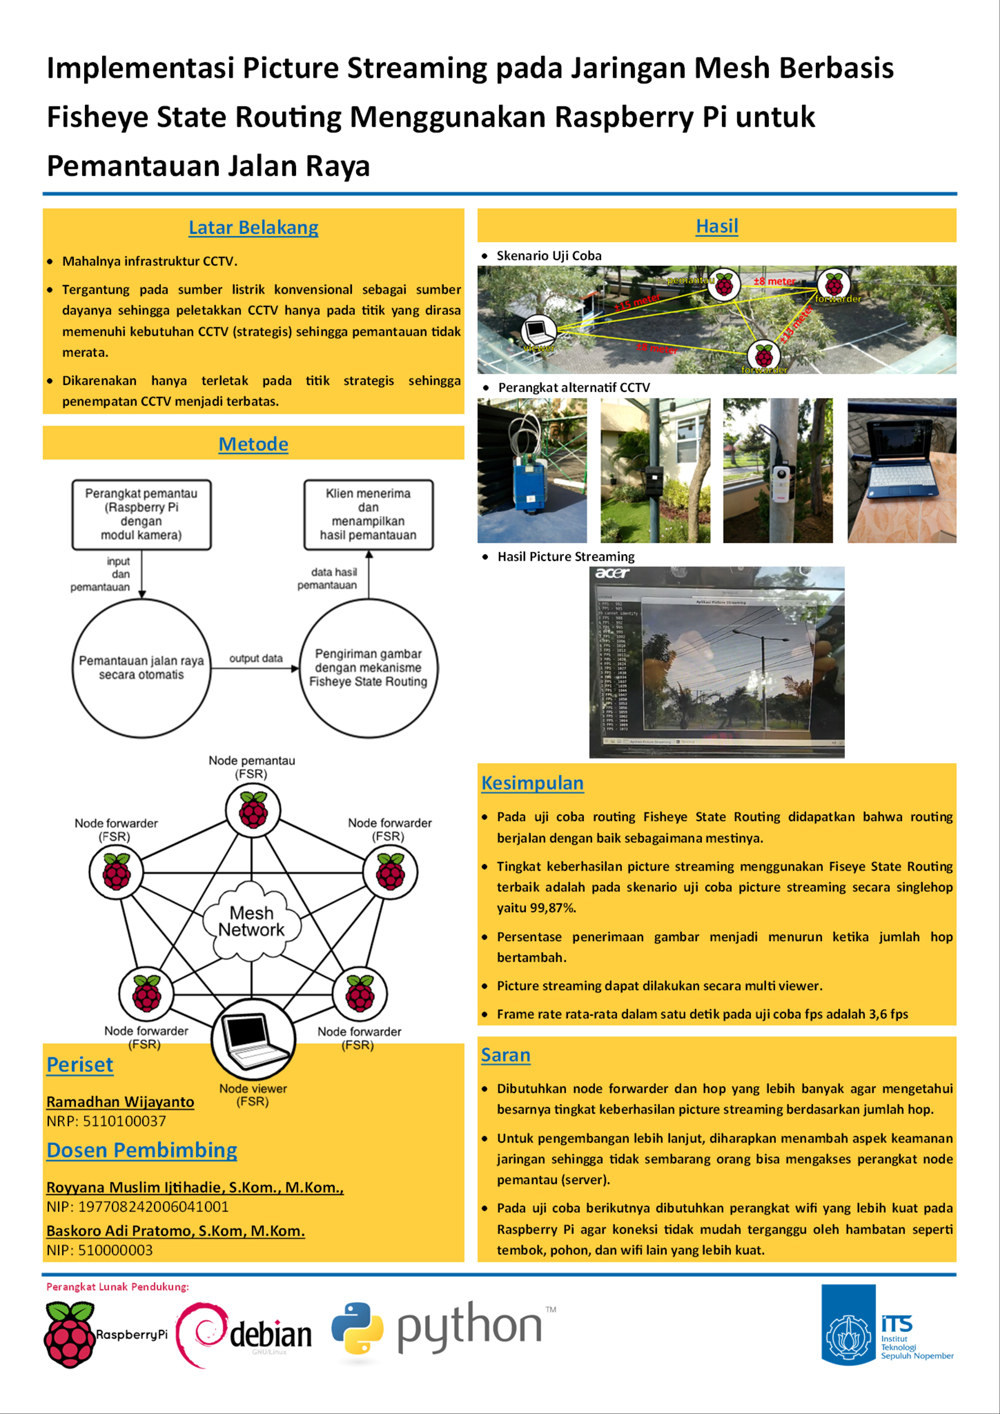 Implementasi Picture Streaming pada Jaringan Mesh Berbasis
Fisheye State Routing Menggunakan Raspberry Pi untuk
Pemantauan Jalan Raya
Latar Belakang
• Mahalnya infrastruktur CCTV.
• Tergantung pada sumber listrik konvensional sebagai sumber
dayanya sehingga peletakkan CCTV hanya pada titik yang dirasa
memenuhi kebutuhan CCTV (strategis) sehingga pemantauan tidak
merata.
• Dikarenakan hanya terletak pada titik strategis sehingga
penempatan CCTV menjadi terbatas.
Metode
Perangkat pemantau
(Raspberry Pi
dengan
modul kamera)
Klien menerima
dan
menampilkan
hasil pemantauan
input
dan
pemantauan
data hasil
pemantauan
Pemantauan jalan raya
secara otomatis
output data
Pengiriman gambar
dengan mekanisme
Fisheye State Routing
Node pemantau
(FSR)
Node forwarder
(FSR)
Node forwarder
(FSR)
Mesh
Network
Node forwarder
(FSR)
Node forwarder
(FSR)
Node viewer
(FSR)
Periset
Ramadhan Wijayanto
NRP: 5110100037
Dosen Pembimbing
Royyana Muslim Ijtihadie, S.Kom., M.Kom.,
NIP: 197708242006041001
Baskoro Adi Pratomo, S.Kom, M.Kom.
NIP: 510000003
Hasil
• Skenario Uji Coba
pemantau
±8 meter
forwarder
±15 meter
±13 meter
viewer
forwarder
• Perangkat alternatif CCTV
• Hasil Picture Streaming
acer
Aplikasi Picture Streaming
Kesimpulan
• Pada uji coba routing Fisheye State Routing didapatkan bahwa routing
berjalan dengan baik sebagaimana mestinya.
• Tingkat keberhasilan picture streaming menggunakan Fiseye State Routing
terbaik adalah pada skenario uji coba picture streaming secara singlehop
yaitu 99,87%.
• Persentase penerimaan gambar menjadi menurun ketika jumlah hop
bertambah.
• Picture streaming dapat dilakukan secara multi viewer.
• Frame rate rata-rata dalam satu detik pada uji coba fps adalah 3,6 fps
Saran
• Dibutuhkan node forwarder dan hop yang lebih banyak agar mengetahui
besarnya tingkat keberhasilan picture streaming berdasarkan jumlah hop.
• Untuk pengembangan lebih lanjut, diharapkan menambah aspek keamanan
jaringan sehingga tidak sembarang orang bisa mengakses perangkat node
pemantau (server).
• Pada uji coba berikutnya dibutuhkan perangkat wifi yang lebih kuat pada
Raspberry Pi agar koneksi tidak mudah terganggu oleh hambatan seperti
tembok, pohon, dan wifi lain yang lebih kuat.
Perangkat Lunak Pendukung:
RaspberryPi
debian
GNU/Linux
python™
ITS
Institut
Teknologi
Sepuluh Nopember